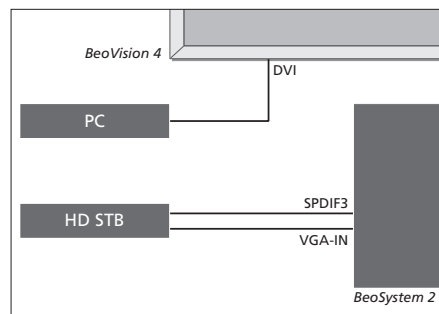 BeoVision 4
DVI
PC
SPDIF3
HD STB
VGA-IN
BeoSystem 2